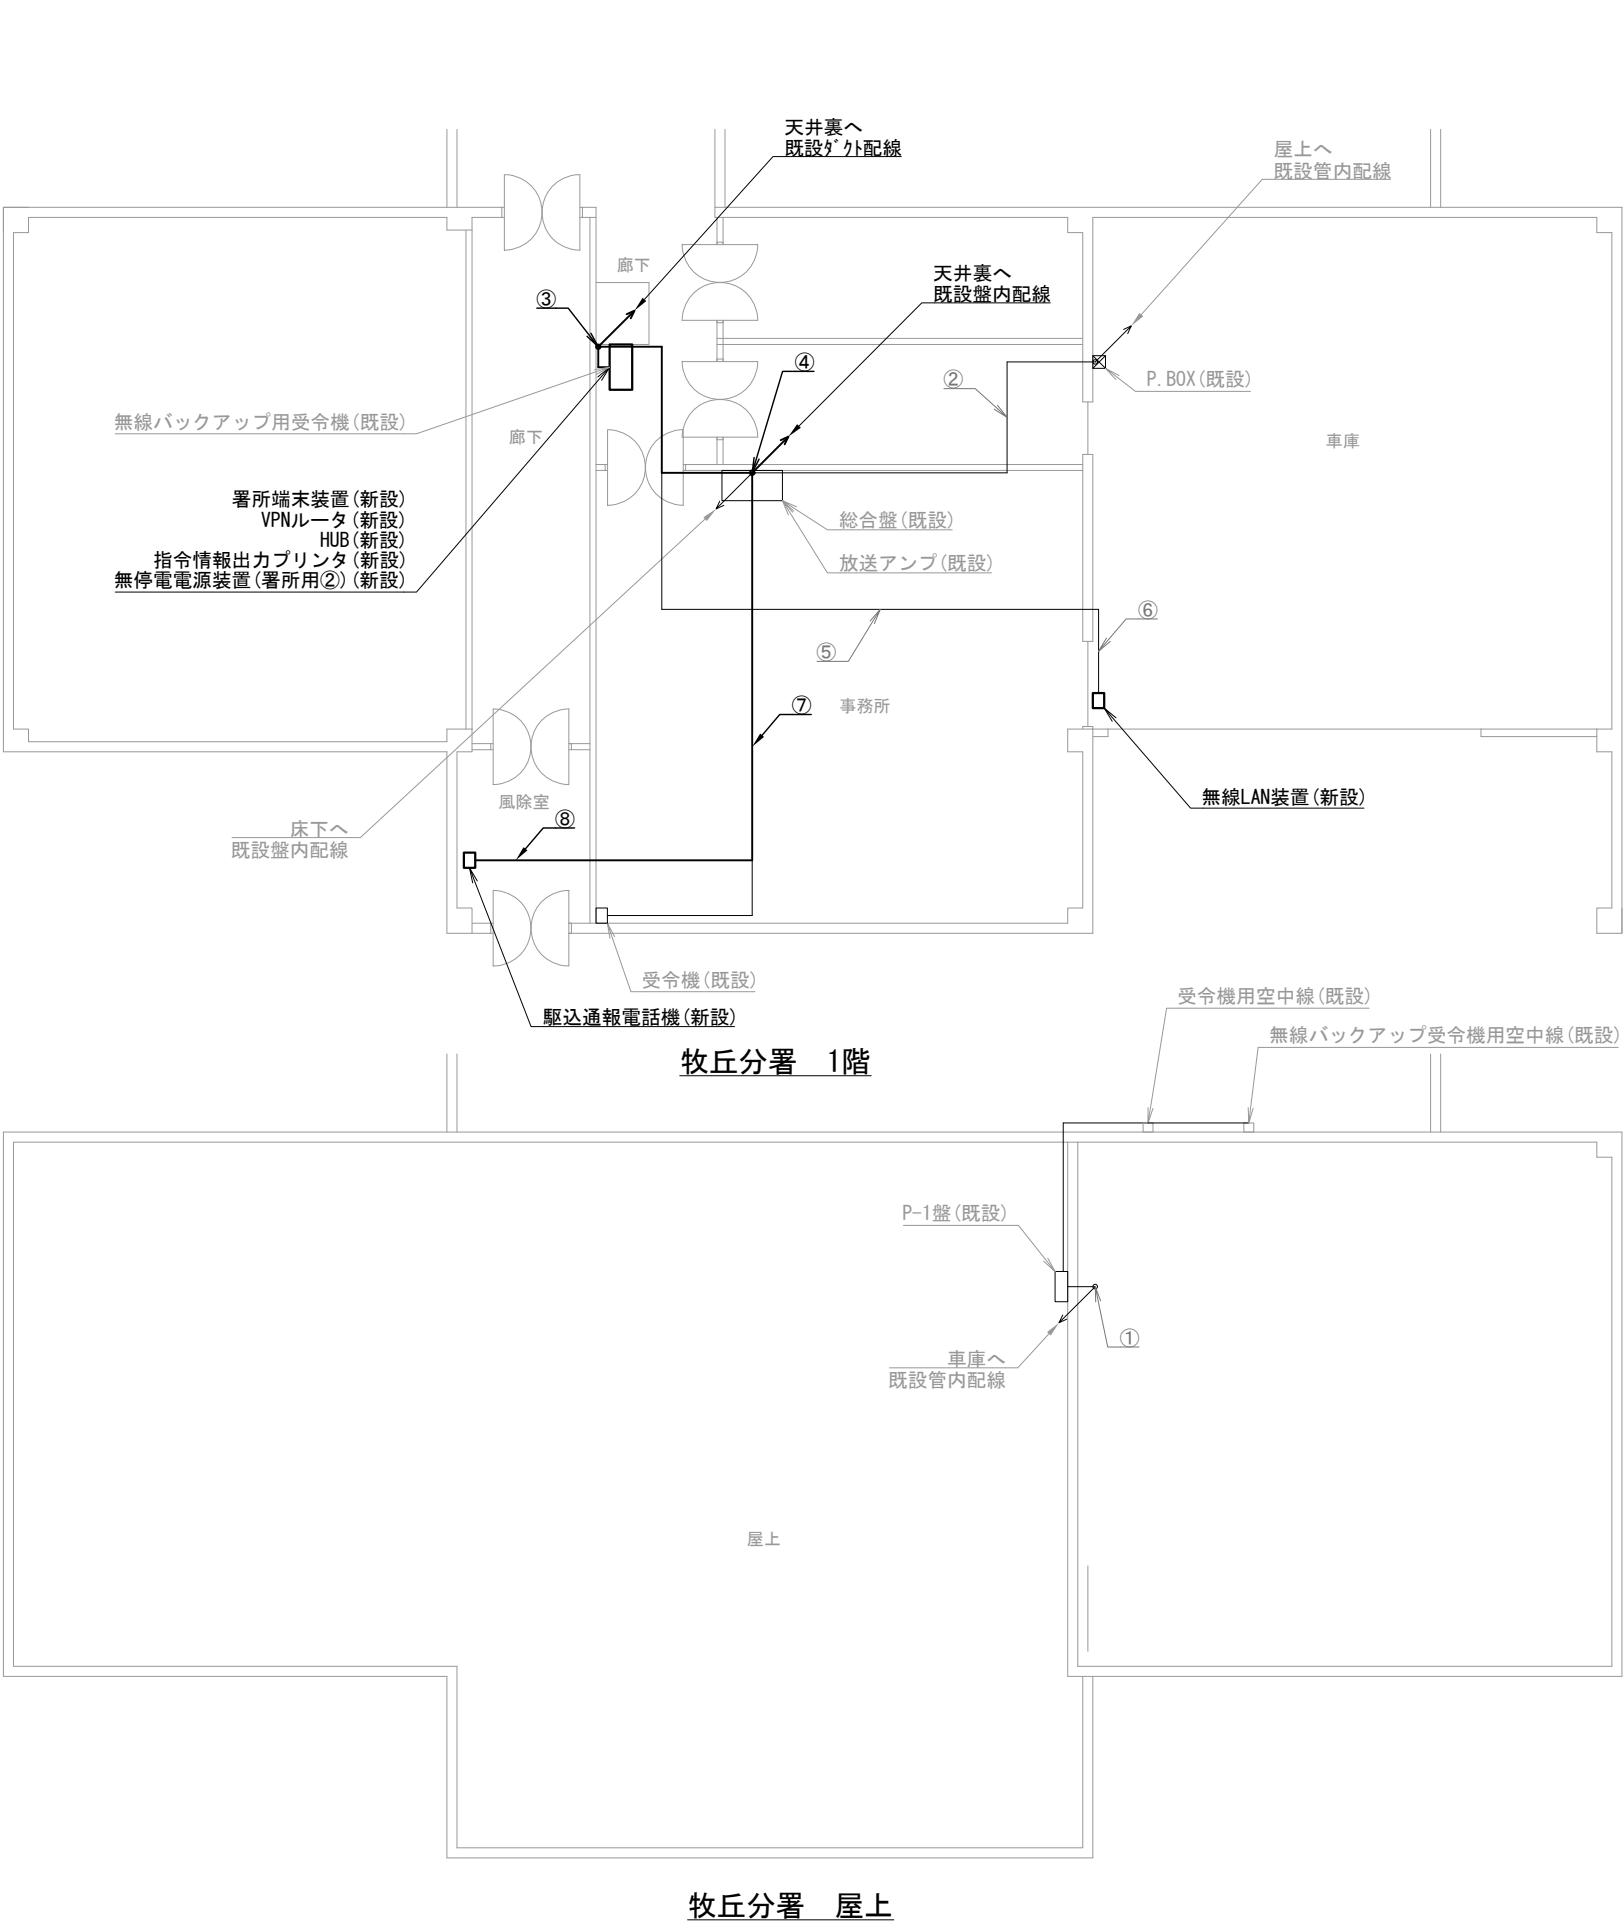 天井裏へ
既設ﾀﾞｸﾄ配線
屋上へ
既設管内配線
廊下
天井裏へ
既設盤内配線
③
④
②
P.BOX(既設)
無線バックアップ用受令機(既設)
廊下
車庫
署所端末装置(新設)
VPNルータ(新設)
HUB(新設)
指令情報出力プリンタ(新設)
無停電電源装置(署所用②)(新設)
総合盤(既設)
放送アンプ(既設)
⑥
⑤
⑦
事務所
無線LAN装置(新設)
風除室
⑧
床下へ
既設盤内配線
受令機(既設)
駆込通報電話機(新設)
牧丘分署　1階
受令機用空中線(既設)
無線バックアップ受令機用空中線(既設)
P-1盤(既設)
①
車庫へ
既設管内配線
屋上
牧丘分署　屋上